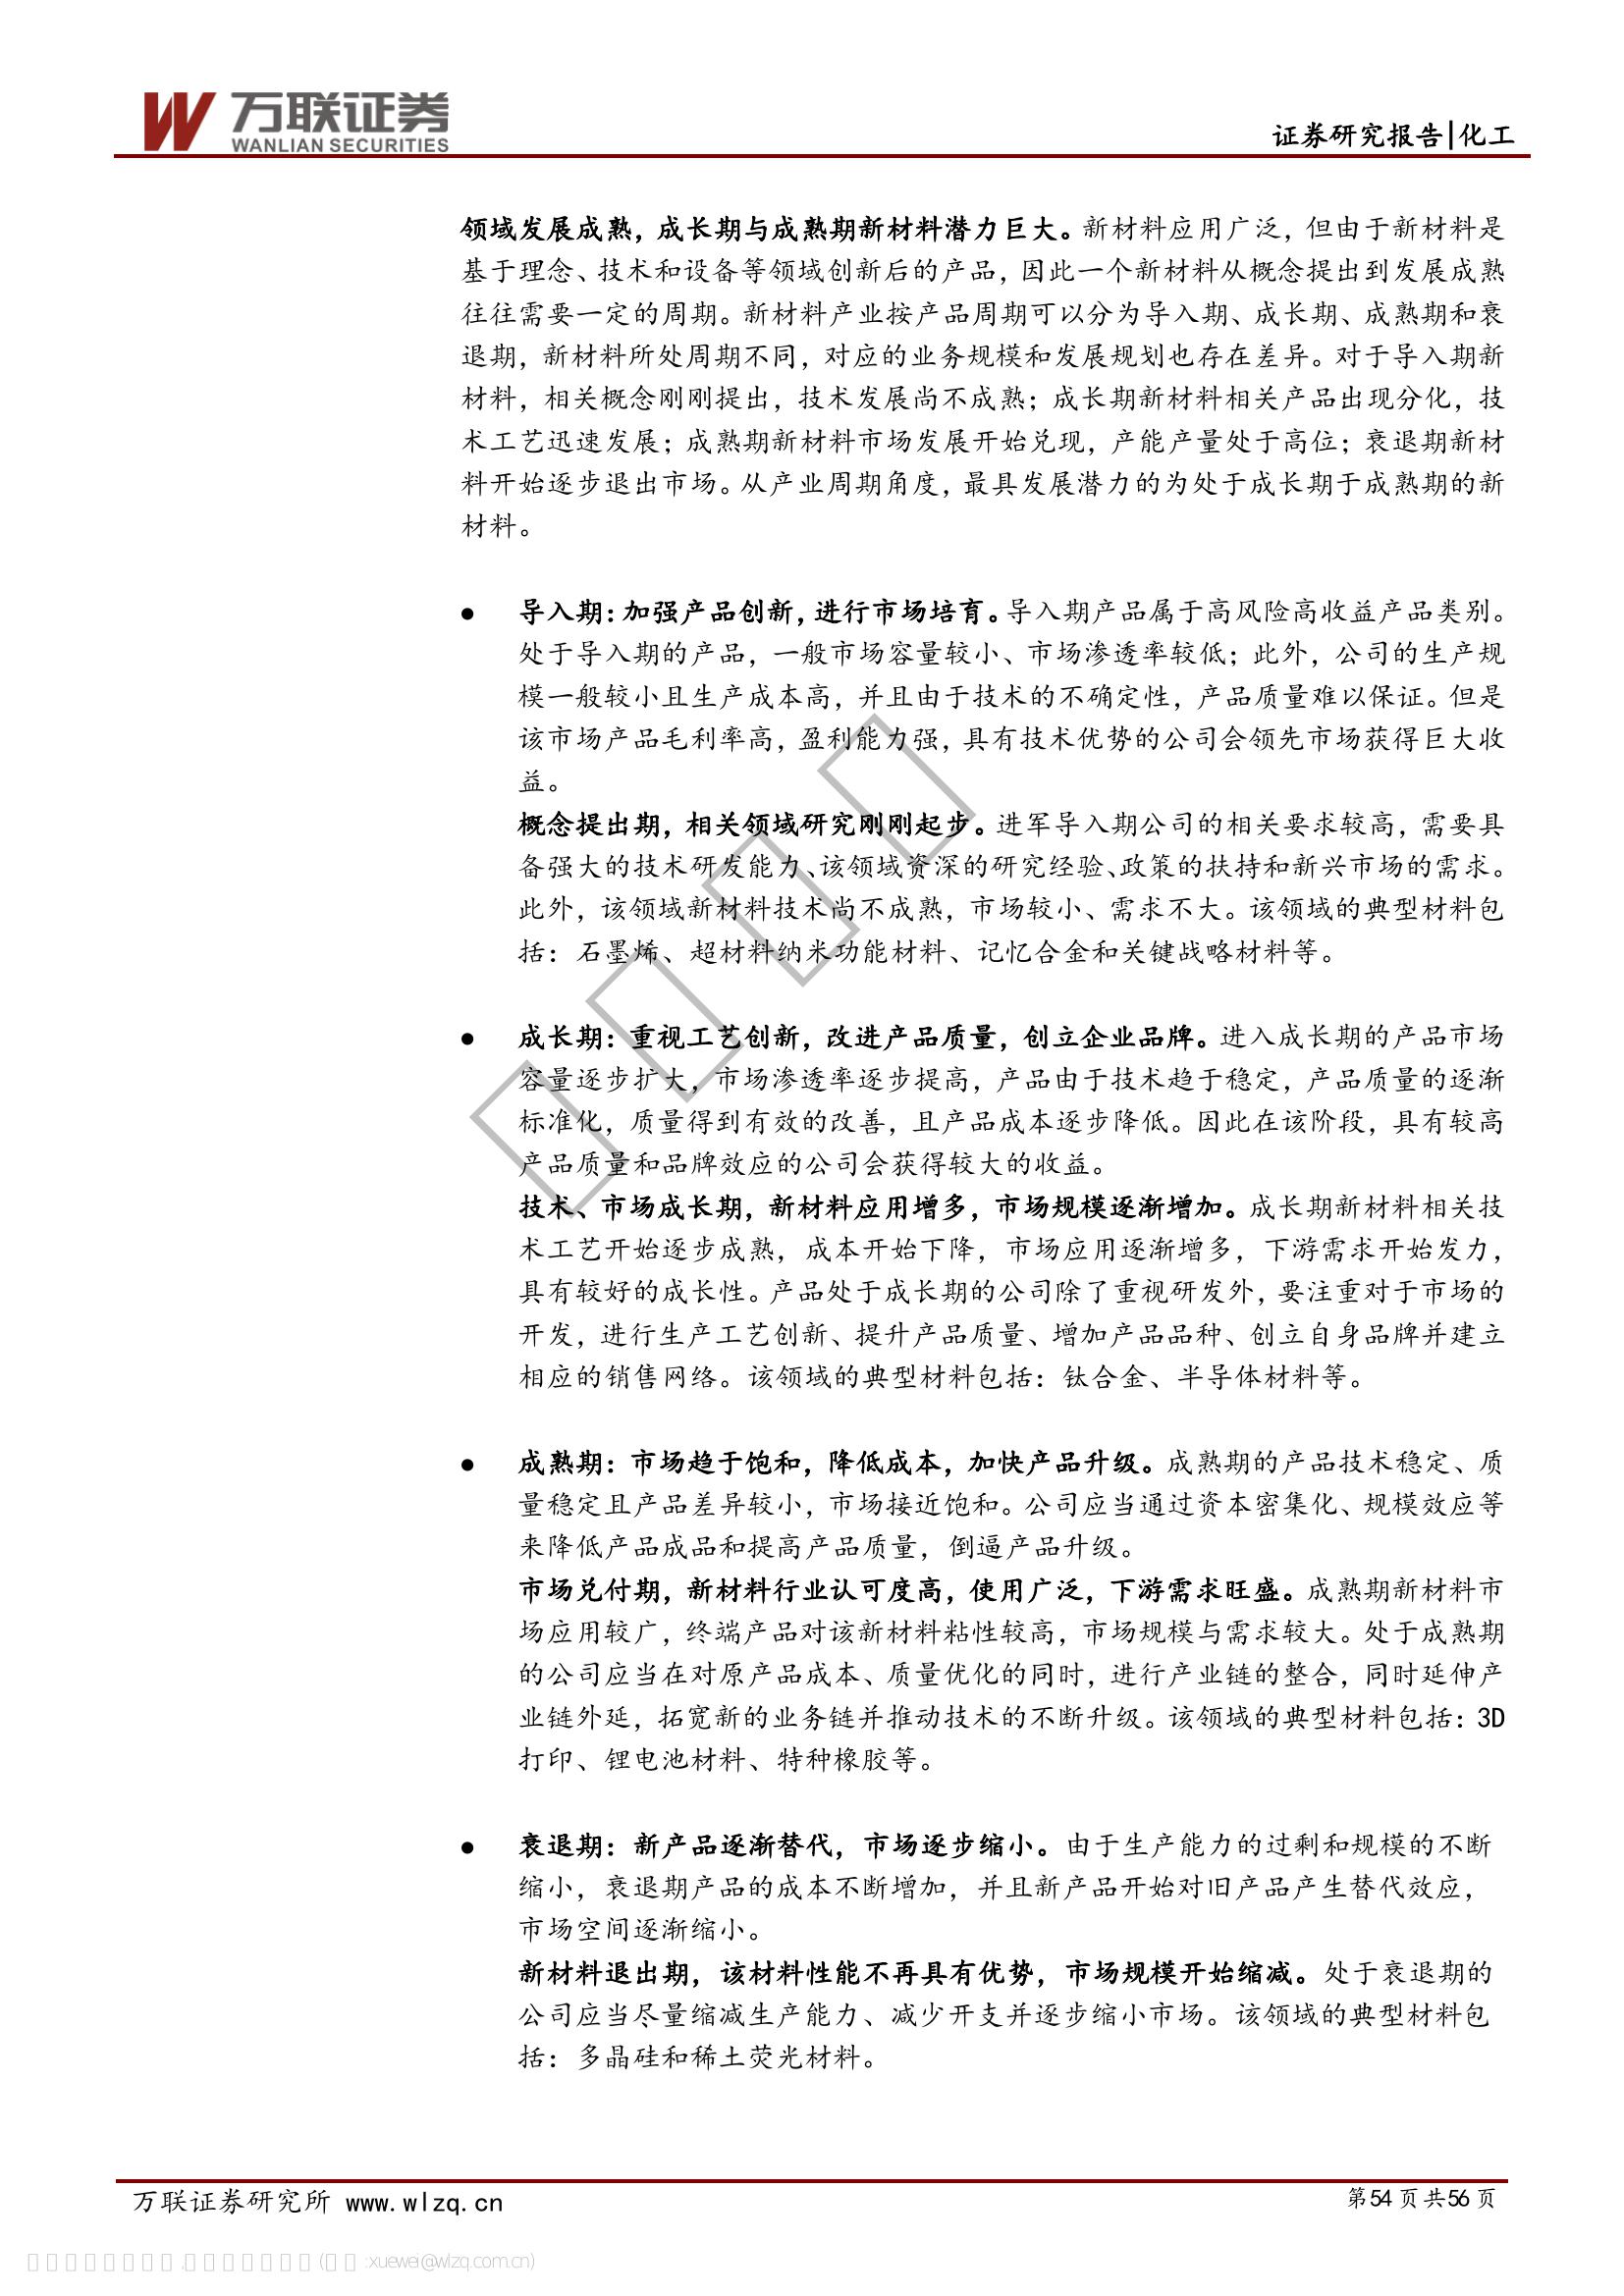 万联证券
WANLIAN SECURITIES
证券研究报告|化工
领域发展成熟，成长期与成熟期新材料潜力巨大。新材料应用广泛，但由于新材料是
基于理念、技术和设备等领域创新后的产品，因此一个新材料从概念提出到发展成熟
往往需要一定的周期。新材料产业按产品周期可以分为导入期、成长期、成熟期和衰
退期，新材料所处周期不同，对应的业务规模和发展规划也存在差异。对于导入期新
材料，相关概念刚刚提出，技术发展尚不成熟；成长期新材料相关产品出现分化，技
术工艺迅速发展；成熟期新材料市场发展开始兑现，产能产量处于高位；衰退期新材
料开始逐步退出市场。从产业周期角度，最具发展潜力的为处于成长期于成熟期的新
材料。
● 导入期：加强产品创新，进行市场培育。导入期产品属于高风险高收益产品类别。
处于导入期的产品，一般市场容量较小、市场渗透率较低；此外，公司的生产规
模一般较小且生产成本高，并且由于技术的不确定性，产品质量难以保证。但是
该市场产品毛利率高，盈利能力强，具有技术优势的公司会领先市场获得巨大收
益。
概念提出期，相关领域研究刚刚起步。进军导入期公司的相关要求较高，需要具
备强大的技术研发能力、该领域资深的研究经验、政策的扶持和新兴市场的需求。
此外，该领域新材料技术尚不成熟，市场较小、需求不大。该领域的典型材料包
括：石墨烯、超材料纳米功能材料、记忆合金和关键战略材料等。
● 成长期：重视工艺创新，改进产品质量，创立企业品牌。进入成长期的产品市场
容量逐步扩大，市场渗透率逐步提高，产品由于技术趋于稳定，产品质量的逐渐
标准化，质量得到有效的改善，且产品成本逐步降低。因此在该阶段，具有较高
产品质量和品牌效应的公司会获得较大的收益。
技术、市场成长期，新材料应用增多，市场规模逐渐增加。成长期新材料相关技
术工艺开始逐步成熟，成本开始下降，市场应用逐渐增多，下游需求开始发力，
具有较好的成长性。产品处于成长期的公司除了重视研发外，要注重对于市场的
开发，进行生产工艺创新、提升产品质量、增加产品品种、创立自身品牌并建立
相应的销售网络。该领域的典型材料包括：钛合金、半导体材料等。
● 成熟期：市场趋于饱和，降低成本，加快产品升级。成熟期的产品技术稳定、质
量稳定且产品差异较小，市场接近饱和。公司应当通过资本密集化、规模效应等
来降低产品成品和提高产品质量，倒逼产品升级。
市场兑付期，新材料行业认可度高，使用广泛，下游需求旺盛。成熟期新材料市
场应用较广，终端产品对该新材料粘性较高，市场规模与需求较大。处于成熟期
的公司应当在对原产品成本、质量优化的同时，进行产业链的整合，同时延伸产
业链外延，拓宽新的业务链并推动技术的不断升级。该领域的典型材料包括：3D
打印、锂电池材料、特种橡胶等。
● 衰退期：新产品逐渐替代，市场逐步缩小。由于生产能力的过剩和规模的不断
缩小，衰退期产品的成本不断增加，并且新产品开始对旧产品产生替代效应，
市场空间逐渐缩小。
新材料退出期，该材料性能不再具有优势，市场规模开始缩减。处于衰退期的
公司应当尽量缩减生产能力、减少开支并逐步缩小市场。该领域的典型材料包
括：多晶硅和稀土荧光材料。
万联证券研究所 www.wlzq.cn
第54 页 共56 页
:xuewei@wlzq.com.cn)